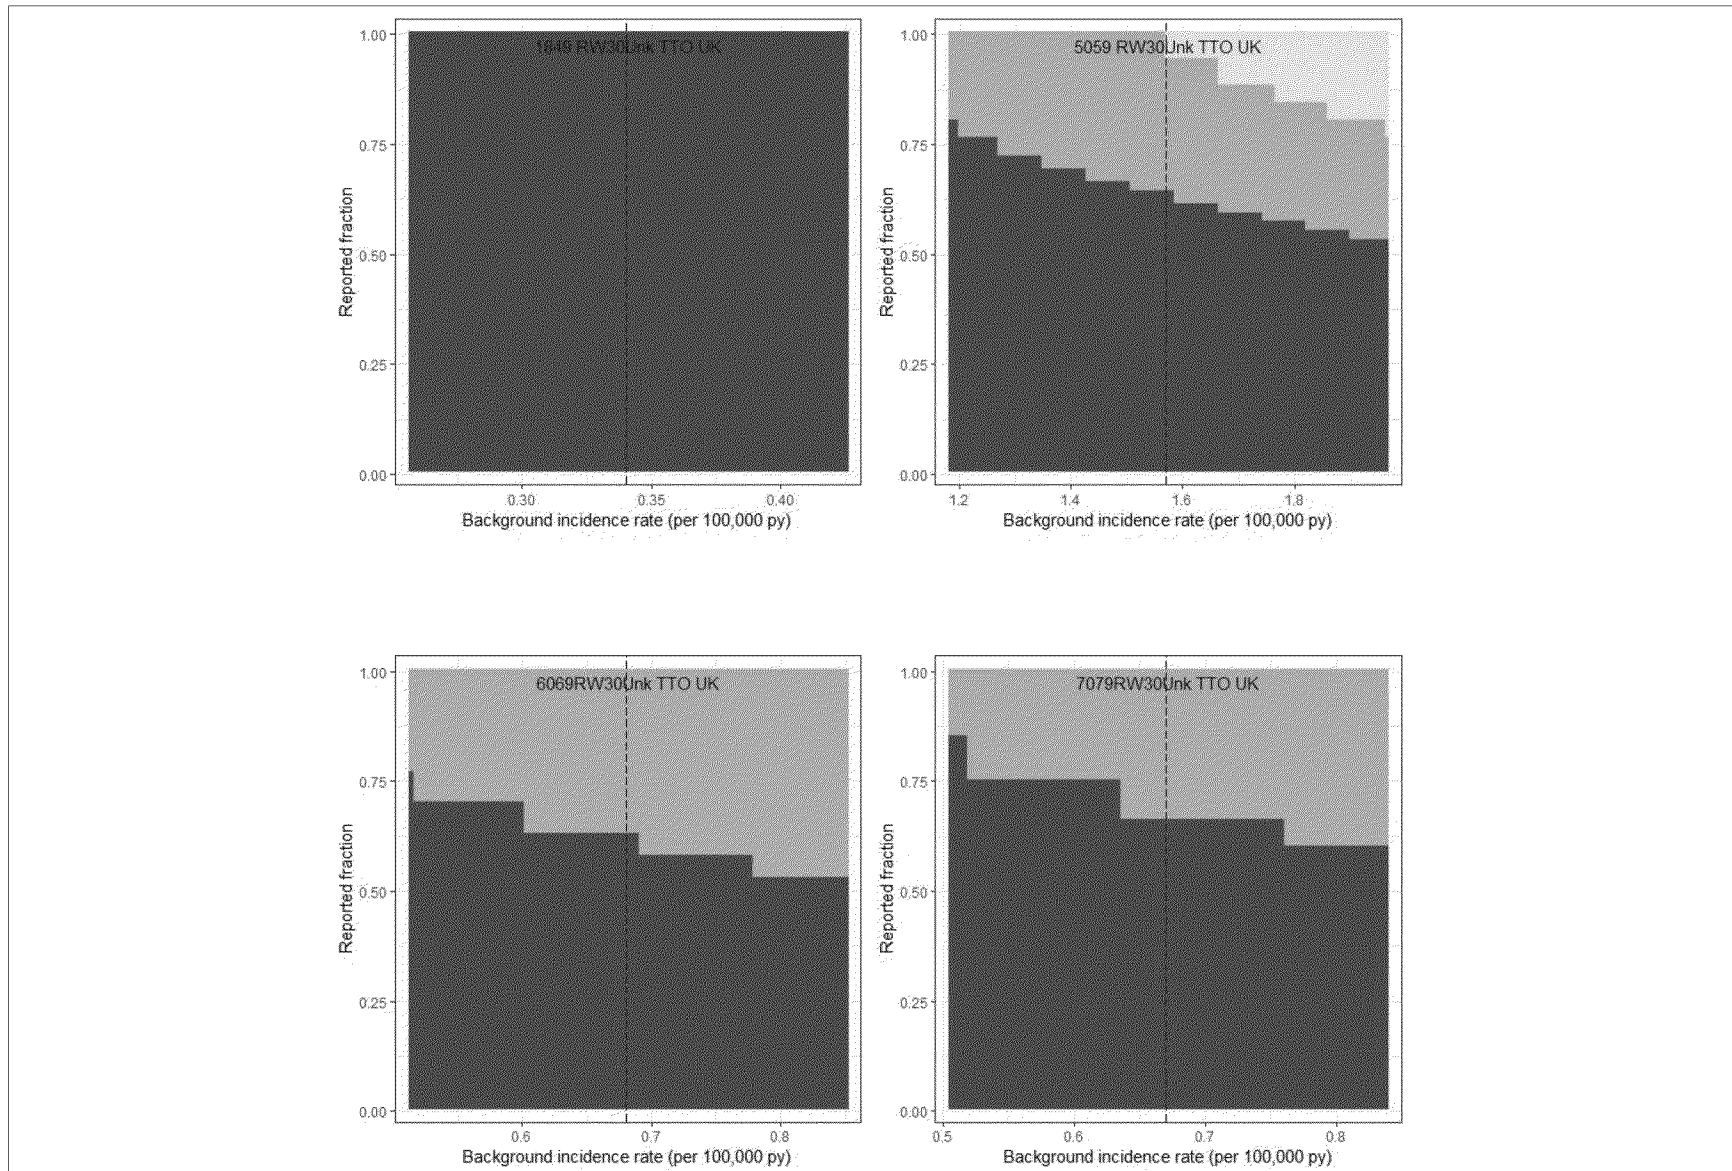 1849 RW30Unk TTO UK
1.00
0.75
0.50
0.25
0.00
Reported fraction
0.30
0.35
0.40
Background incidence rate (per 100,000 py)
5059 RW30Unk TTO UK
1.00
0.75
0.50
0.25
0.00
Reported fraction
1.2
1.4
1.6
1.8
Background incidence rate (per 100,000 py)
6069RW30Unk TTO UK
1.00
0.75
0.50
0.25
0.00
Reported fraction
0.6
0.7
0.8
Background incidence rate (per 100,000 py)
7079RW30Unk TTO UK
1.00
0.75
0.50
0.25
0.00
Reported fraction
0.5
0.6
0.7
0.8
Background incidence rate (per 100,000 py)